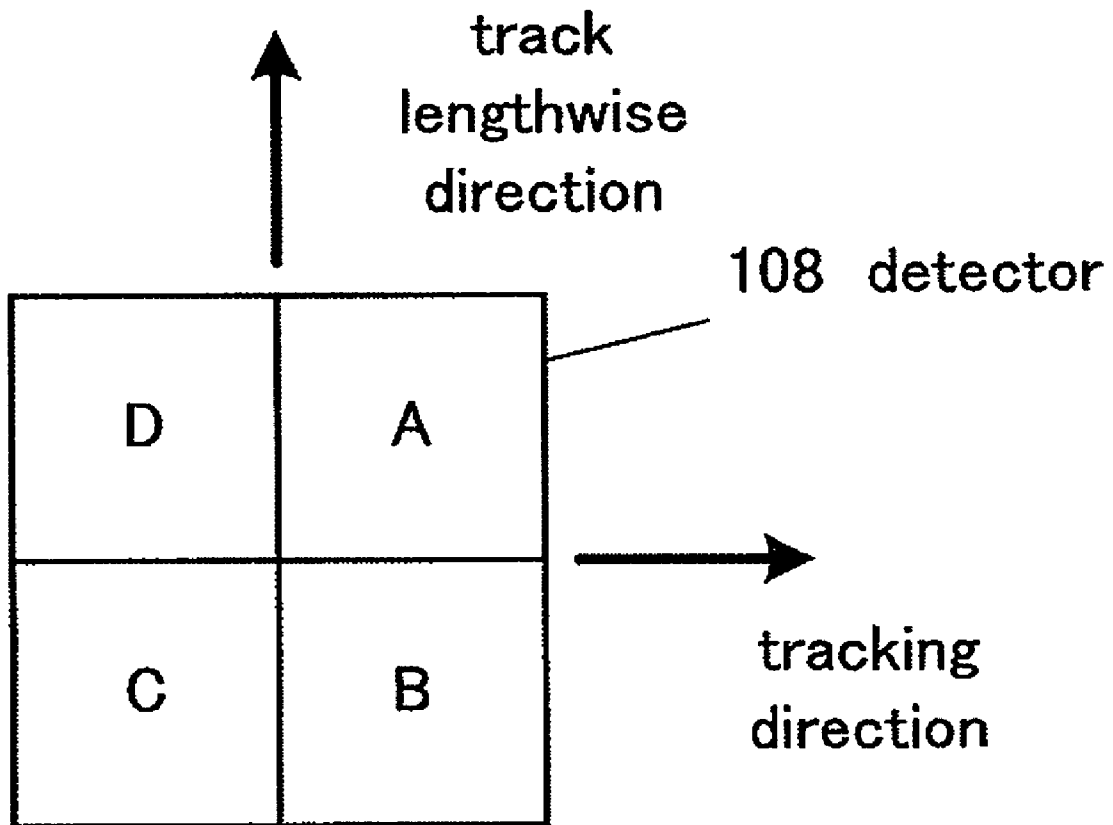 track
lengthwise
direction
108 detector
D A
C B
tracking
direction